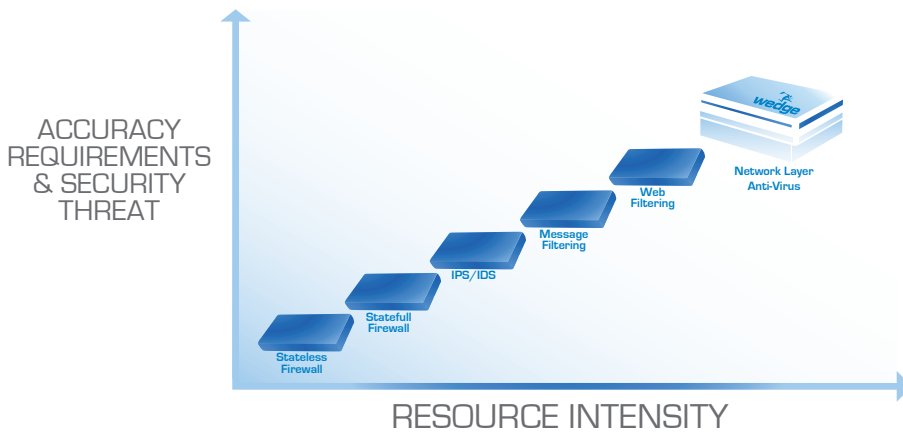 ACCURACY
REQUIREMENTS
& SECURITY
THREAT
wedge
Network Layer
Anti-Virus
Web
Filtering
Message
Filtering
IPS/IDS
Statefull
Firewall
Stateless
Firewall
RESOURCE INTENSITY